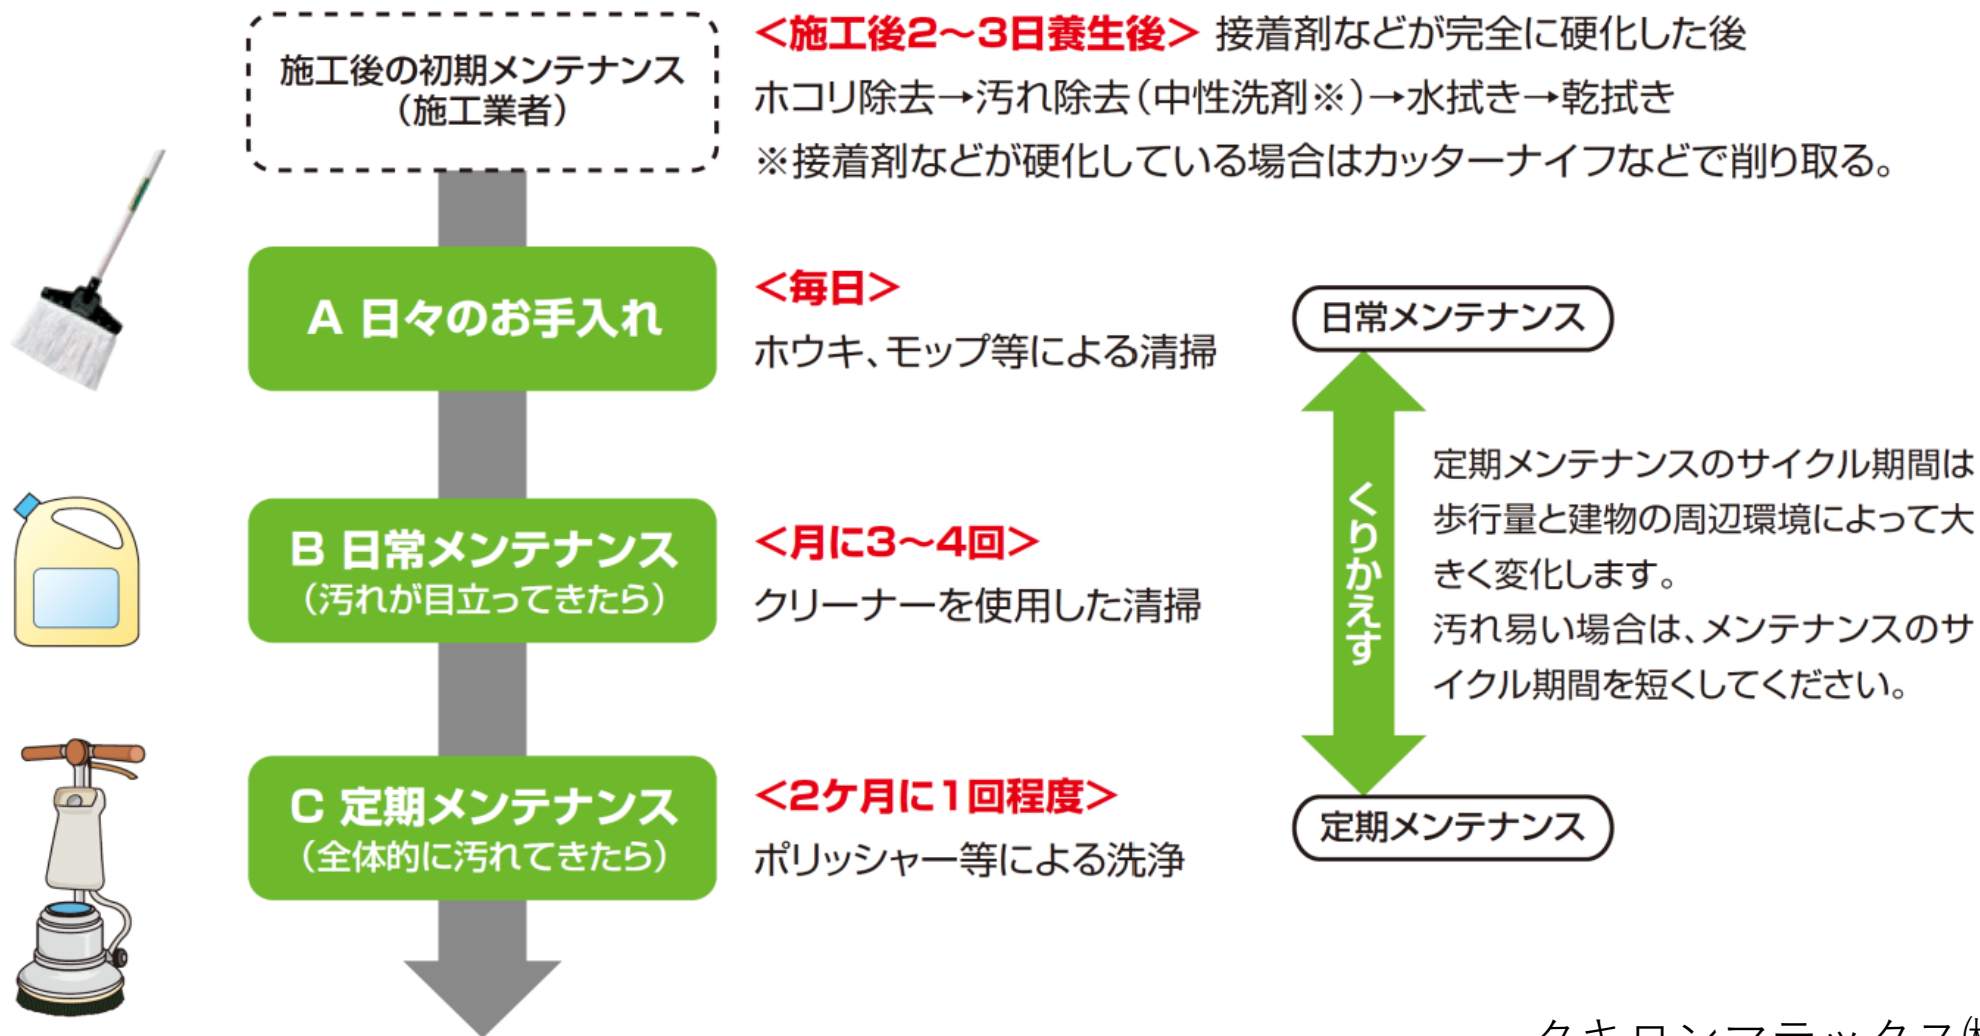 施工後の初期メンテナンス
(施工業者)
<施工後2〜3日養生後> 接着剤などが完全に硬化した後
ホコリ除去→汚れ除去(中性洗剤※)→水拭き→乾拭き
※接着剤などが硬化している場合はカッターナイフなどで削り取る。
A 日々のお手入れ
<毎日>
ホウキ、モップ等による清掃
B 日常メンテナンス
(汚れが目立ってきたら)
<月に3〜4回>
クリーナーを使用した清掃
C 定期メンテナンス
(全体的に汚れてきたら)
<2ケ月に1回程度>
ポリッシャー等による洗浄
日常メンテナンス
くりかえす
定期メンテナンスのサイクル期間は
歩行量と建物の周辺環境によって大
きく変化します。
汚れ易い場合は、メンテナンスのサ
イクル期間を短くしてください。
定期メンテナンス
タキロンマテックス